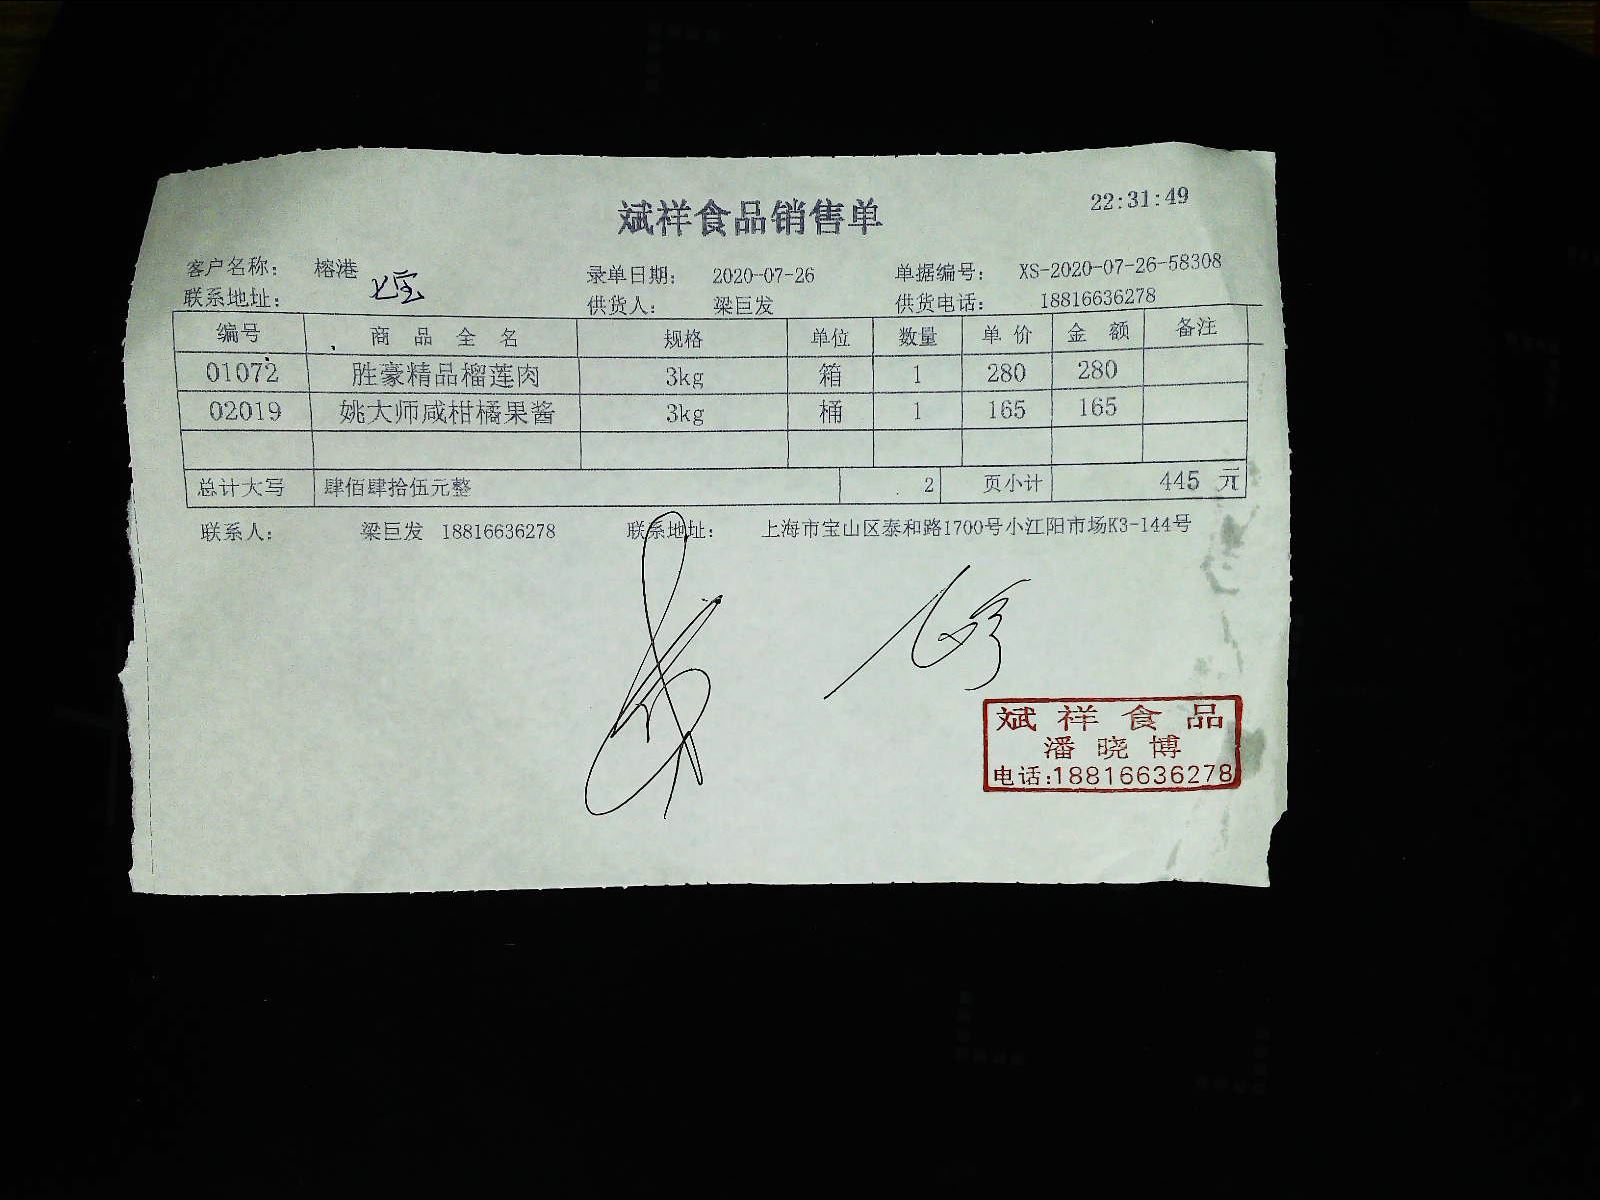 22:31:49
斌祥食品销售单
客户名称： 榕港 录单日期： 2020-07-26 单据编号： XS-2020-07-26-58308
联系地址： 七宝 供货人： 梁巨发 供货电话： 18816636278
编号 商 品 全 名 规格 单位 数量 单 价 金 额 备注
01072 胜豪精品榴莲肉 3kg 箱 1 280 280
02019 姚大师咸柑橘果酱 3kg 桶 1 165 165
总计大写 肆佰肆拾伍元整 2 页小计 445 元
联系人： 梁巨发 18816636278 联系地址： 上海市宝山区泰和路1700号小江阳市场K3-144号
斌祥食品
潘晓博
电话:18816636278